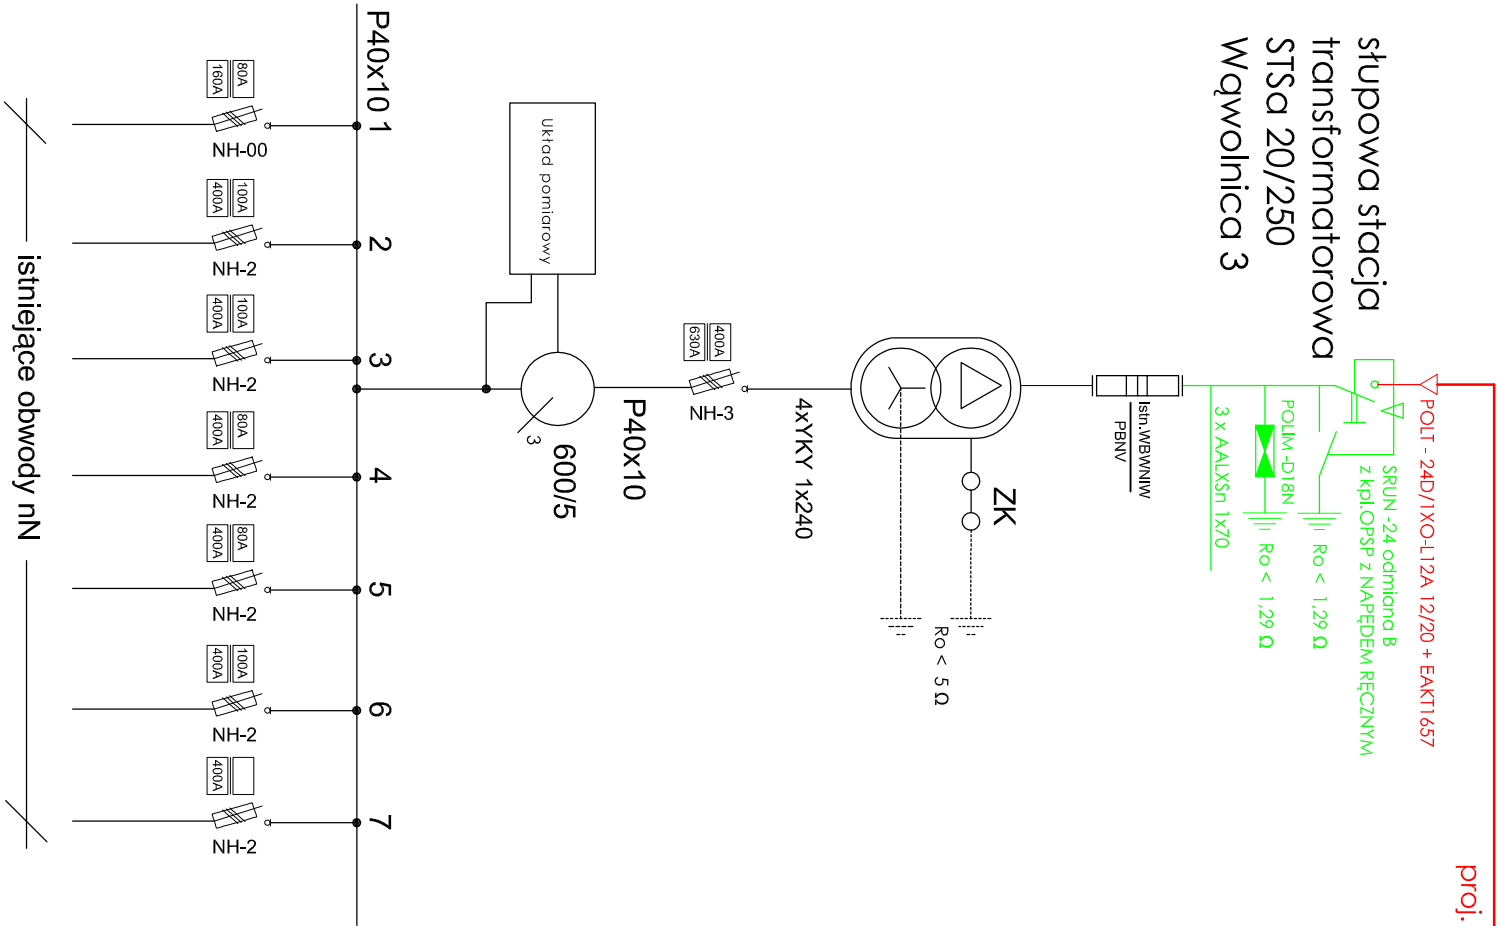 słupowa stacja
transformatorowa
STSa 20/250
Wąwolnica 3
proj.
POLT - 24D/1XO-L12A 12/20 + EAKT1657
SRUN -24 odmiana B
z kpl.OPSP z NAPĘDEM RĘCZNYM
Ro < 1,29 Ω
POLIM -D18N
Ro < 1,29 Ω
3 x AALXSn 1x70
Istn.WBWNIW
PBNV
ZK
Ro < 5 Ω
4xYKY 1x240
400A
630A
NH-3
P40x10
600/5
3
Układ pomiarowy
P40x10
1
80A
160A
NH-00
2
100A
400A
NH-2
3
100A
400A
NH-2
4
80A
400A
NH-2
5
80A
400A
NH-2
6
100A
400A
NH-2
7
400A
NH-2
istniejące obwody nN